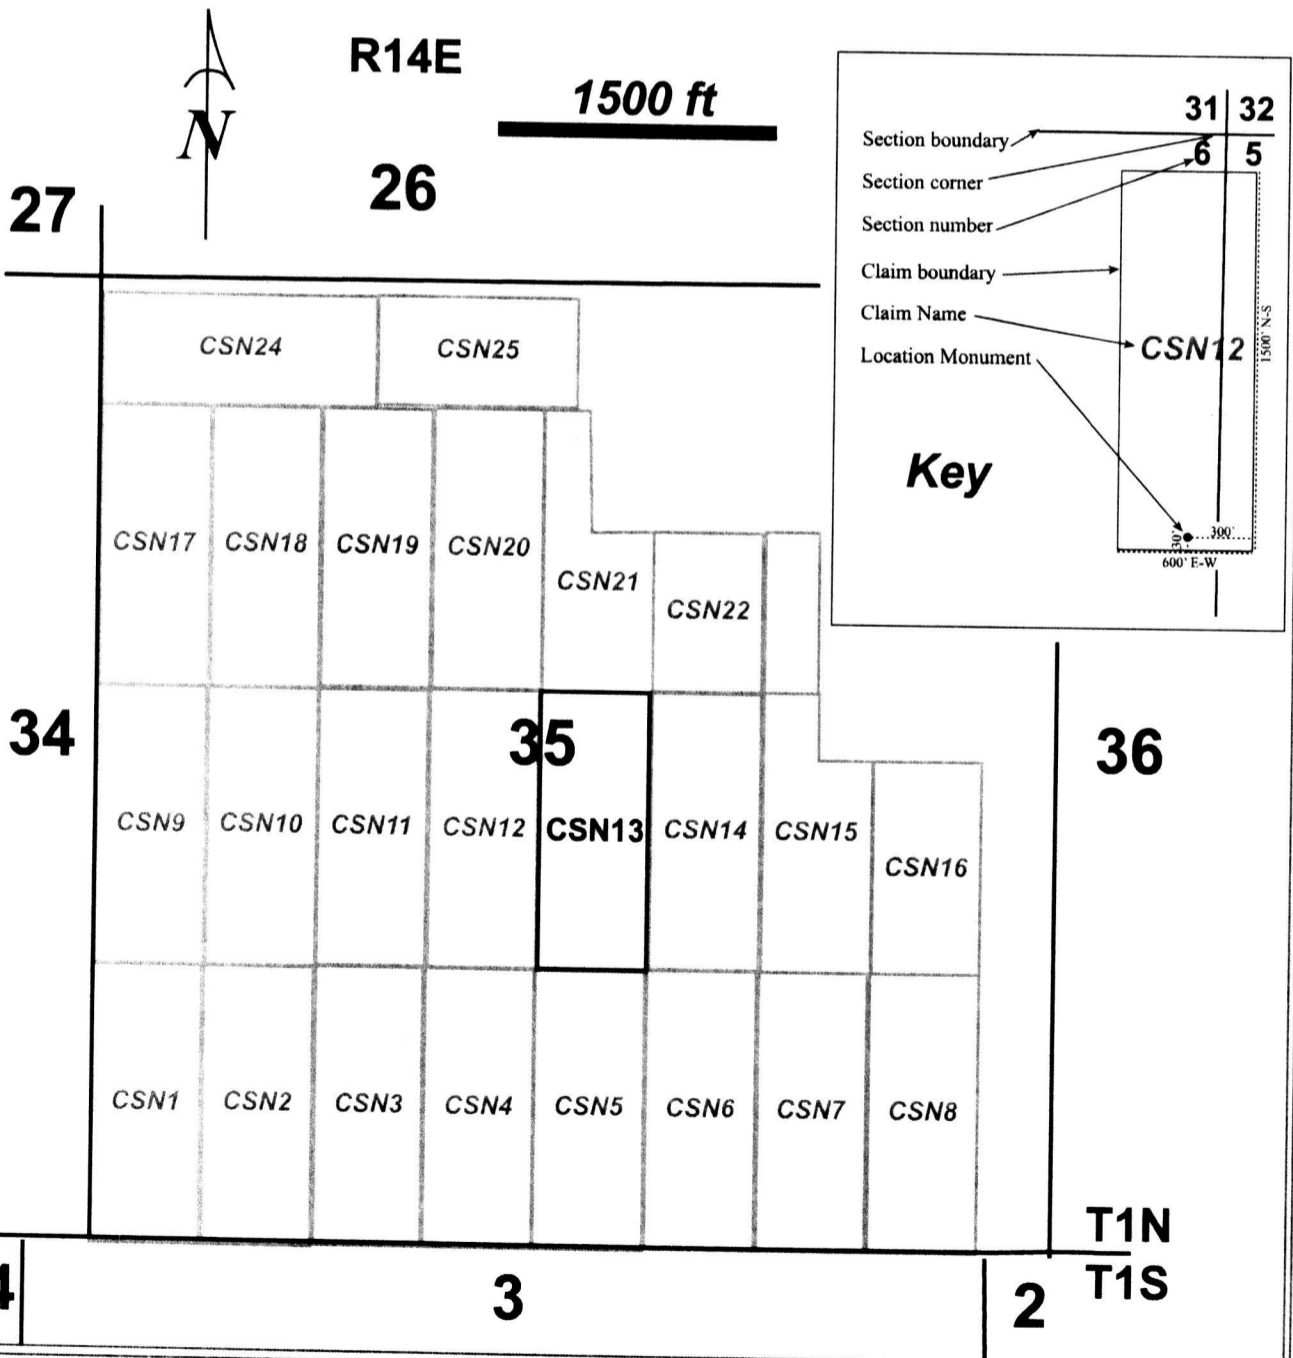 R14E
1500 ft
N
27
26
31 32
6 5
Section boundary
Section corner
Section number
Claim boundary
Claim Name
Location Monument
CSN12
1500' N-S
Key
30'
300'
600' E-W
CSN24
CSN25
CSN17
CSN18
CSN19
CSN20
CSN21
CSN22
34
35
36
CSN9
CSN10
CSN11
CSN12
CSN13
CSN14
CSN15
CSN16
CSN1
CSN2
CSN3
CSN4
CSN5
CSN6
CSN7
CSN8
T1N
T1S
4
3
2